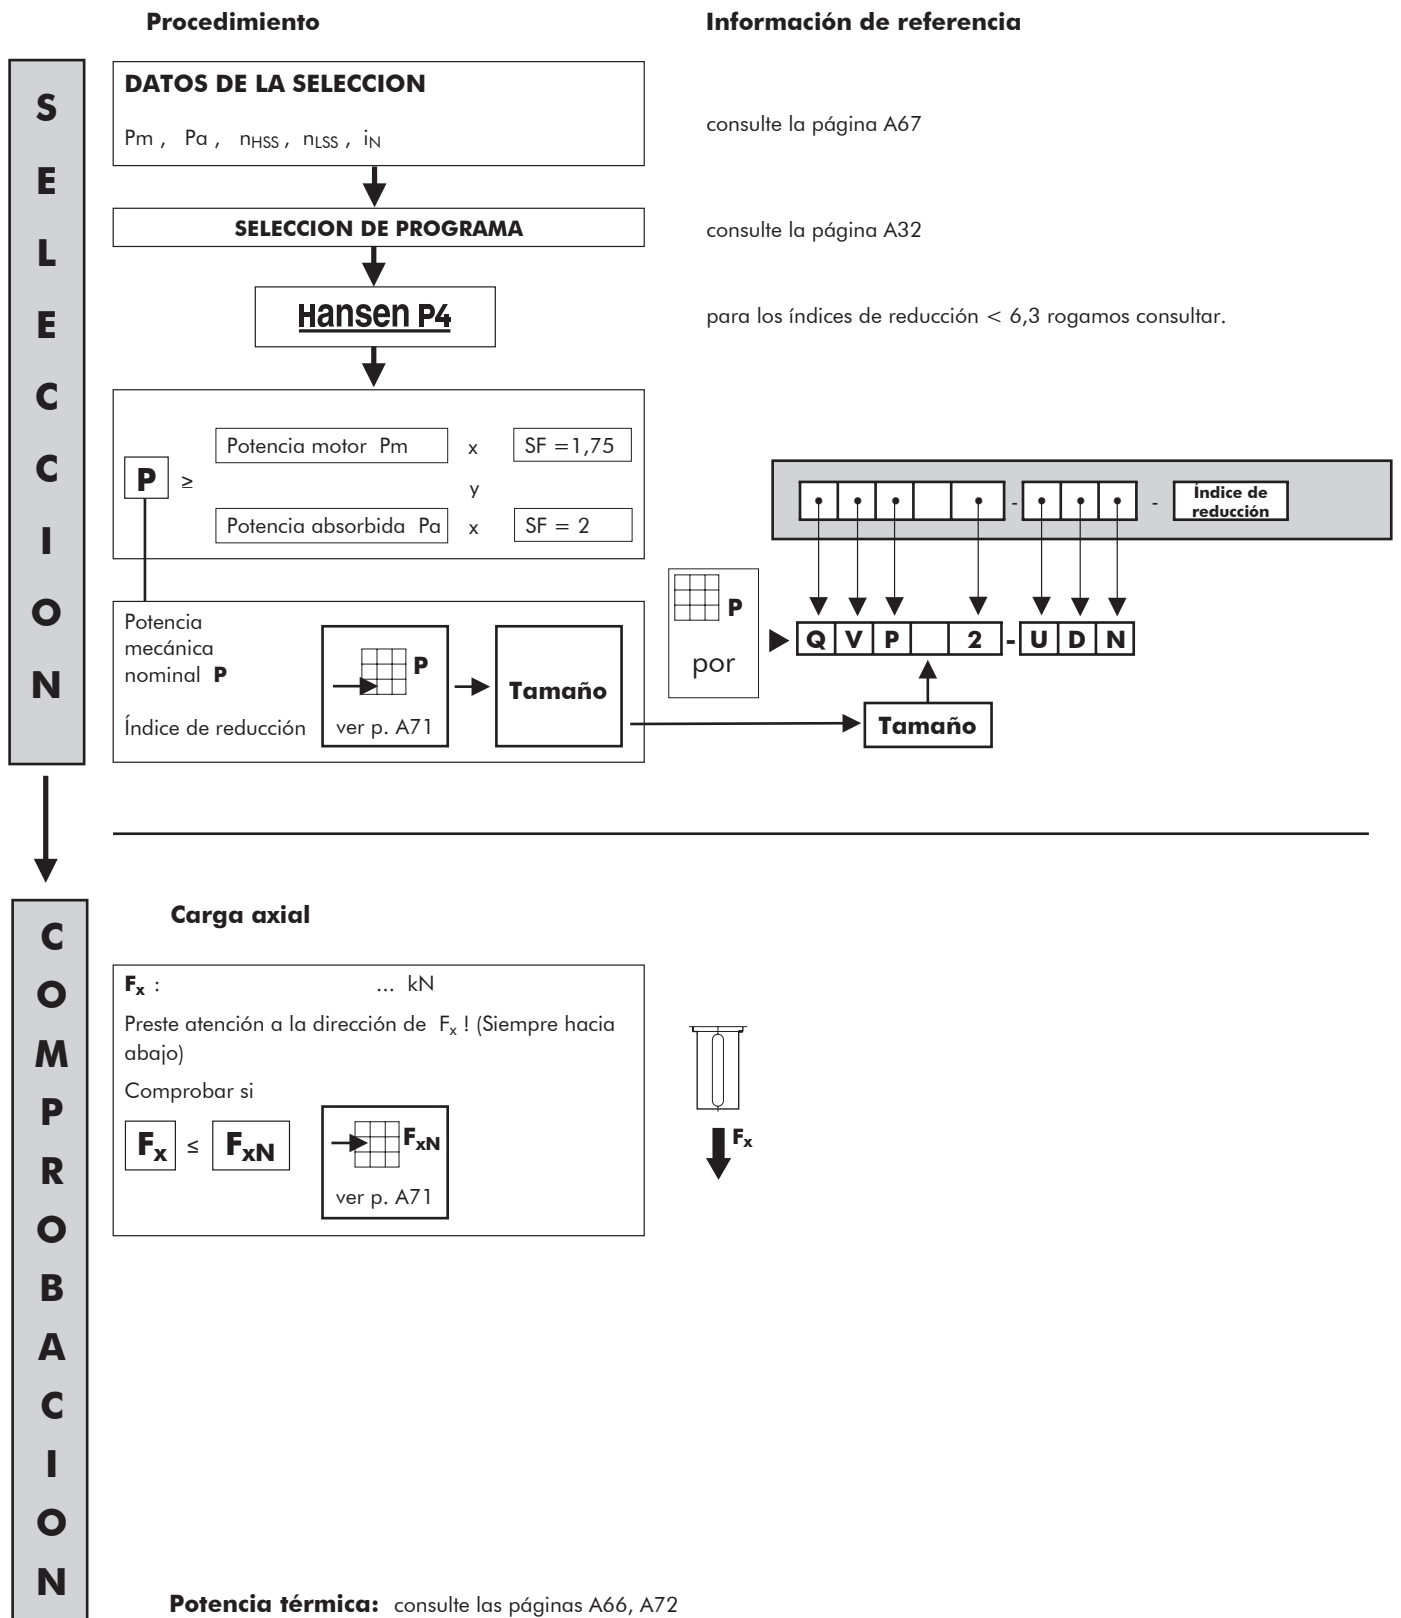 Procedimiento
Información de referencia
SELECCION
DATOS DE LA SELECCION
Pm , Pa , nHSS , nLSS , iN
consulte la página A67
SELECCION DE PROGRAMA
consulte la página A32
Hansen P4
para los índices de reducción < 6,3 rogamos consultar.
P ≥
Potencia motor Pm x SF =1,75
y
Potencia absorbida Pa x SF = 2
- - Índice de
reducción
Potencia
mecánica
nominal P
Índice de reducción
P
ver p. A71
Tamaño
P
por
Q V P 2 - U D N
Tamaño
COMPROBACION
Carga axial
Fx : ... kN
Preste atención a la dirección de Fx ! (Siempre hacia
abajo)
Comprobar si
Fx ≤ FxN
FxN
ver p. A71
Fx
Potencia térmica: consulte las páginas A66, A72